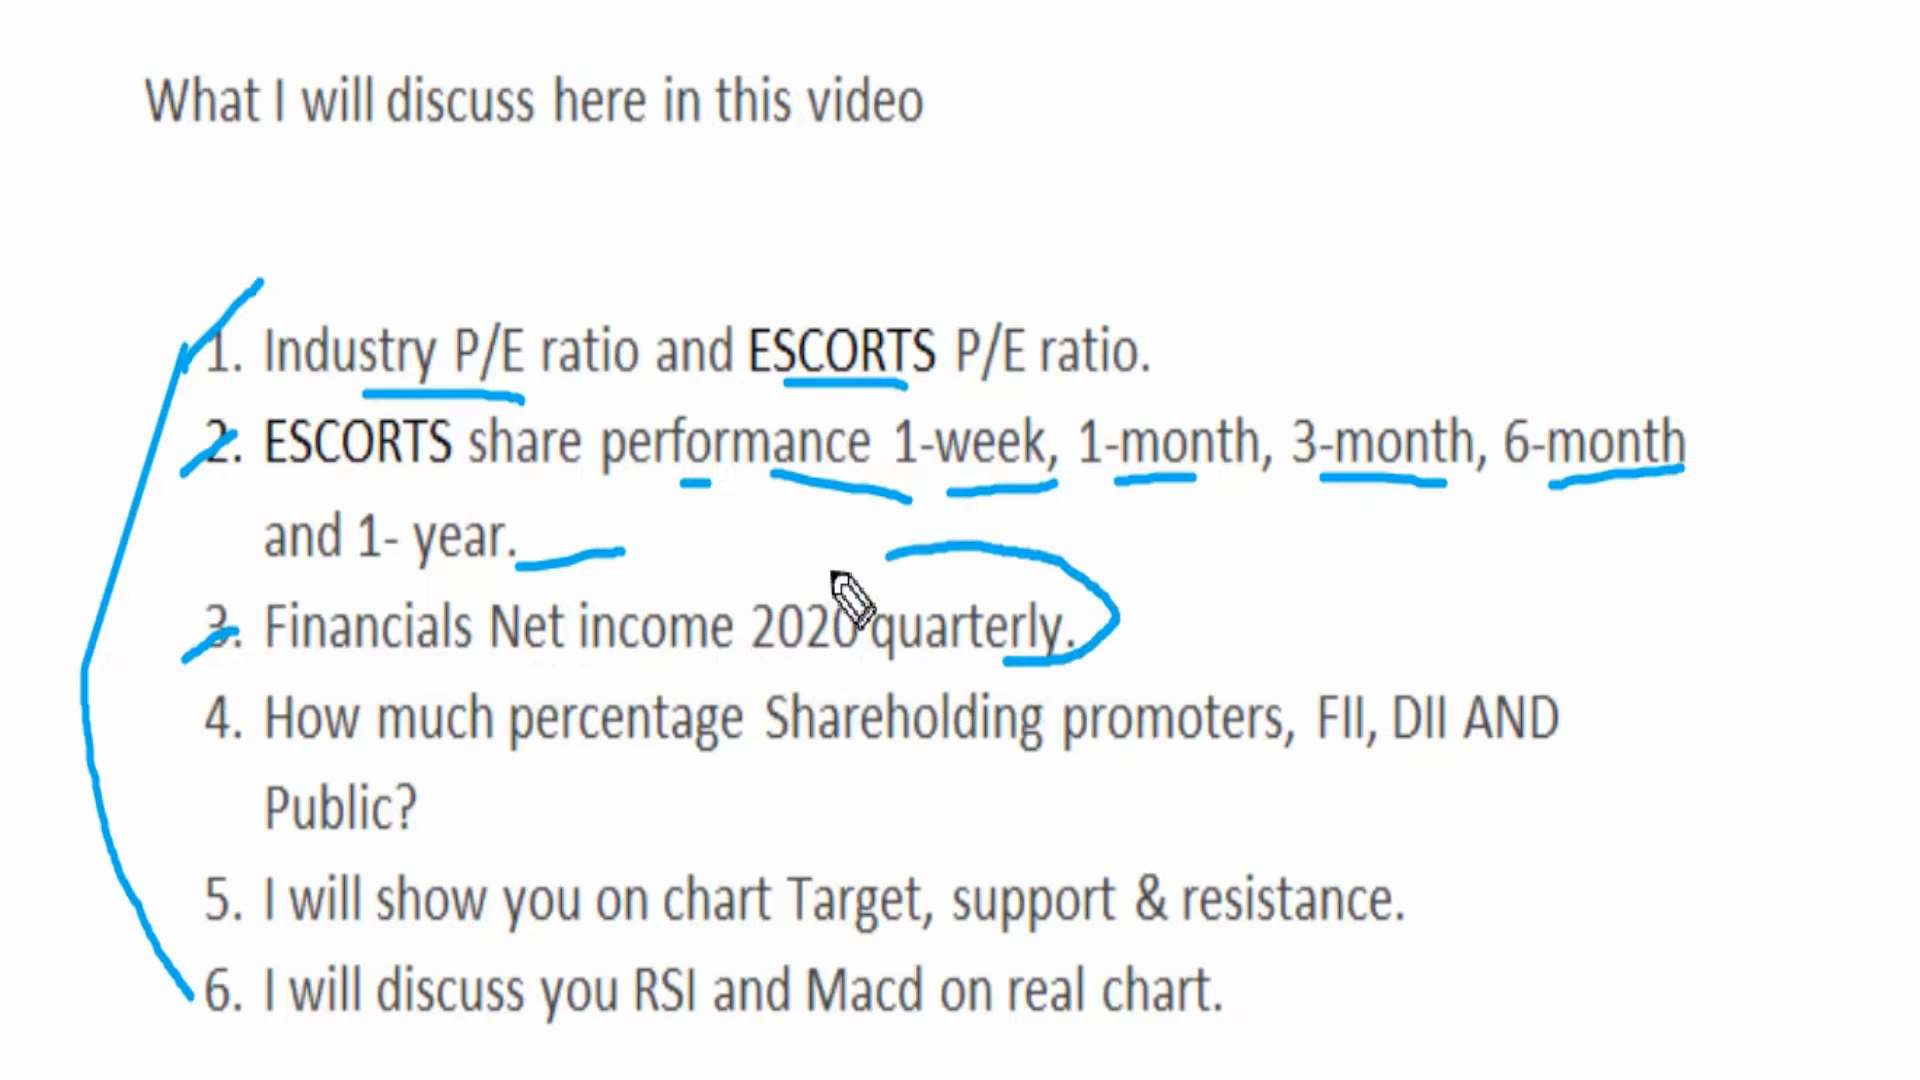 What I will discuss here in this video
1. Industry P/E ratio and ESCORTS P/E ratio.
2. ESCORTS share performance 1-week, 1-month, 3-month, 6-month
and 1- year.
3. Financials Net income 2020 quarterly.
4. How much percentage Shareholding promoters, FII, DII AND
Public?
5. I will show you on chart Target, support & resistance.
6. I will discuss you RSI and Macd on real chart.